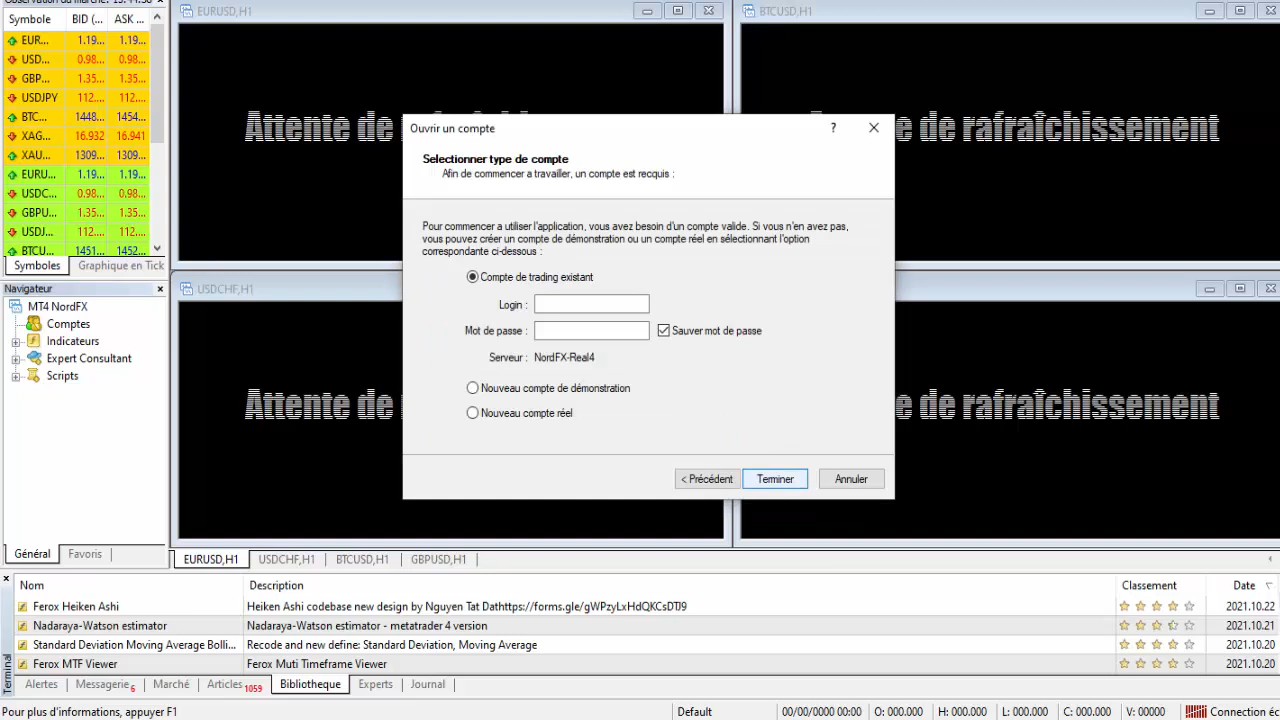 Symbole BID (... ASK ...
EUR... 1.19... 1.19...
USD... 0.98... 0.98...
GBP... 1.35... 1.35...
USDJPY 112.... 112....
BTC... 1448... 1454...
XAG... 16.932 16.941
XAU... 1309... 1309...
EURU... 1.19... 1.19...
USDC... 0.98... 0.98...
GBPU... 1.35... 1.35...
USDJ... 112.... 112....
BTCU... 1451... 1452...
Symboles Graphique en Tick
Navigateur
MT4 NordFX
Comptes
Indicateurs
Expert Consultant
Scripts
Général Favoris
EURUSD,H1
BTCUSD,H1
Attente de
e de rafraîchissement
USDCHF,H1
Attente de
e de rafraîchissement
Ouvrir un compte ?
Selectionner type de compte
Afin de commencer a travailler, un compte est recquis :
Pour commencer a utiliser l'application, vous avez besoin d'un compte valide. Si vous n'en avez pas,
vous pouvez créer un compte de démonstration ou un compte réel en sélectionnant l'option
correspondante ci-dessous :
Compte de trading existant
Login :
Mot de passe : Sauver mot de passe
Serveur : NordFX-Real4
Nouveau compte de démonstration
Nouveau compte réel
< Précédent Terminer Annuler
EURUSD,H1 USDCHF,H1 BTCUSD,H1 GBPUSD,H1
Nom Description Classement Date
Ferox Heiken Ashi Heiken Ashi codebase new design by Nguyen Tat Dathttps://forms.gle/gWPzyLxHdQKCsDTJ9 2021.10.22
Nadaraya-Watson estimator Nadaraya-Watson estimator - metatrader 4 version 2021.10.21
Standard Deviation Moving Average Bolli... Recode and new define: Standard Deviation, Moving Average 2021.10.20
Ferox MTF Viewer Ferox Muti Timeframe Viewer 2021.10.20
Terminal
Alertes Messagerie 6 Marché Articles 1059 Bibliotheque Experts Journal
Pour plus d'informations, appuyer F1 Default 00/00/0000 00:00 O: 000.000 H: 000.000 L: 000.000 C: 000.000 V: 00000 Connection éc